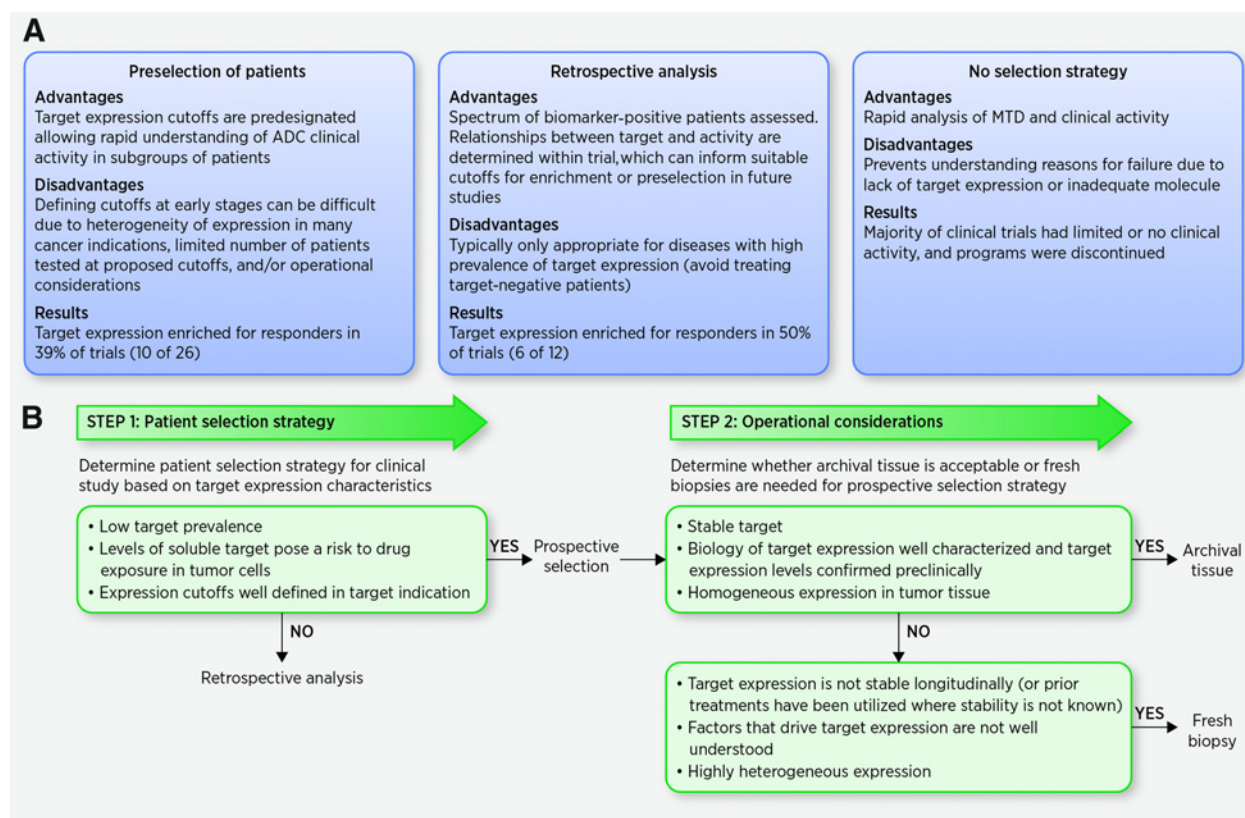 A
Preselection of patients
Advantages
Target expression cutoffs are predesignated
allowing rapid understanding of ADC clinical
activity in subgroups of patients
Disadvantages
Defining cutoffs at early stages can be difficult
due to heterogeneity of expression in many
cancer indications, limited number of patients
tested at proposed cutoffs, and/or operational
considerations
Results
Target expression enriched for responders in
39% of trials (10 of 26)
Retrospective analysis
Advantages
Spectrum of biomarker-positive patients assessed.
Relationships between target and activity are
determined within trial, which can inform suitable
cutoffs for enrichment or preselection in future
studies
Disadvantages
Typically only appropriate for diseases with high
prevalence of target expression (avoid treating
target-negative patients)
Results
Target expression enriched for responders in 50%
of trials (6 of 12)
No selection strategy
Advantages
Rapid analysis of MTD and clinical activity
Disadvantages
Prevents understanding reasons for failure due to
lack of target expression or inadequate molecule
Results
Majority of clinical trials had limited or no clinical
activity, and programs were discontinued
B
STEP 1: Patient selection strategy
Determine patient selection strategy for clinical
study based on target expression characteristics
• Low target prevalence
• Levels of soluble target pose a risk to drug
exposure in tumor cells
• Expression cutoffs well defined in target indication
YES
Prospective
selection
NO
Retrospective analysis
STEP 2: Operational considerations
Determine whether archival tissue is acceptable or fresh
biopsies are needed for prospective selection strategy
• Stable target
• Biology of target expression well characterized and target
expression levels confirmed preclinically
• Homogeneous expression in tumor tissue
YES
Archival
tissue
NO
• Target expression is not stable longitudinally (or prior
treatments have been utilized where stability is not known)
• Factors that drive target expression are not well
understood
• Highly heterogeneous expression
YES
Fresh
biopsy